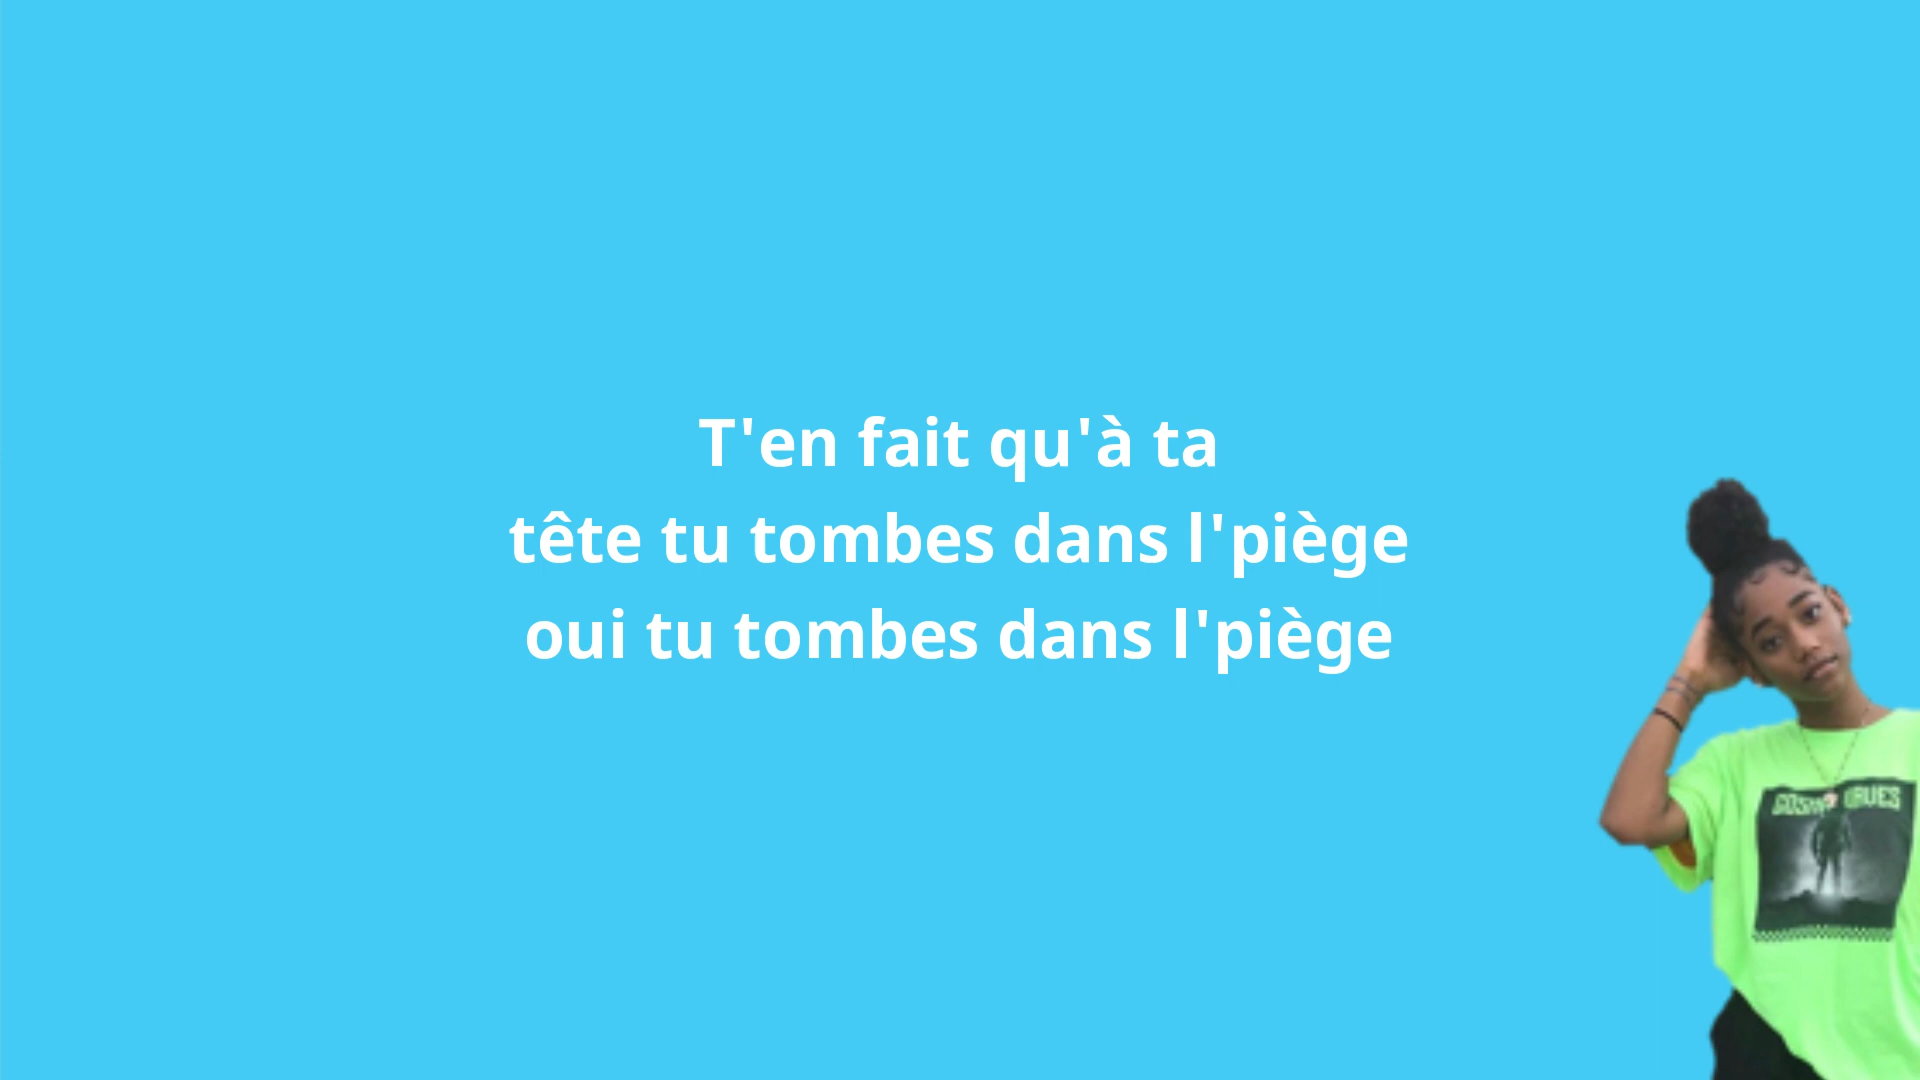 T'en fait qu'à ta
tête tu tombes dans l'piège
oui tu tombes dans l'piège